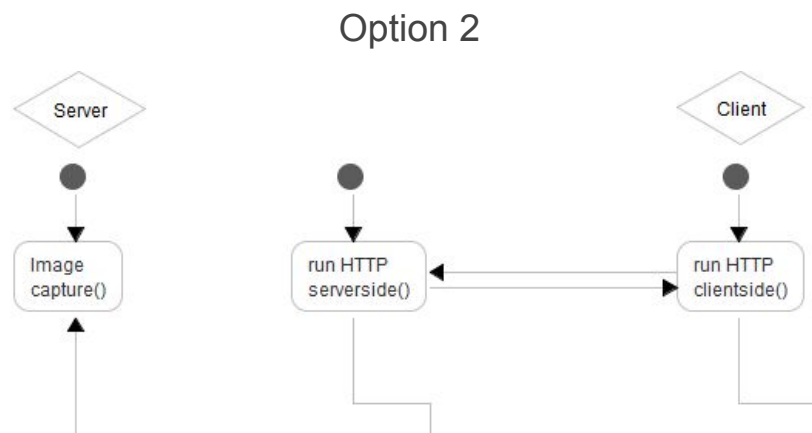 Option 2
Server
Client
Image
capture()
run HTTP
serverside()
run HTTP
clientside()